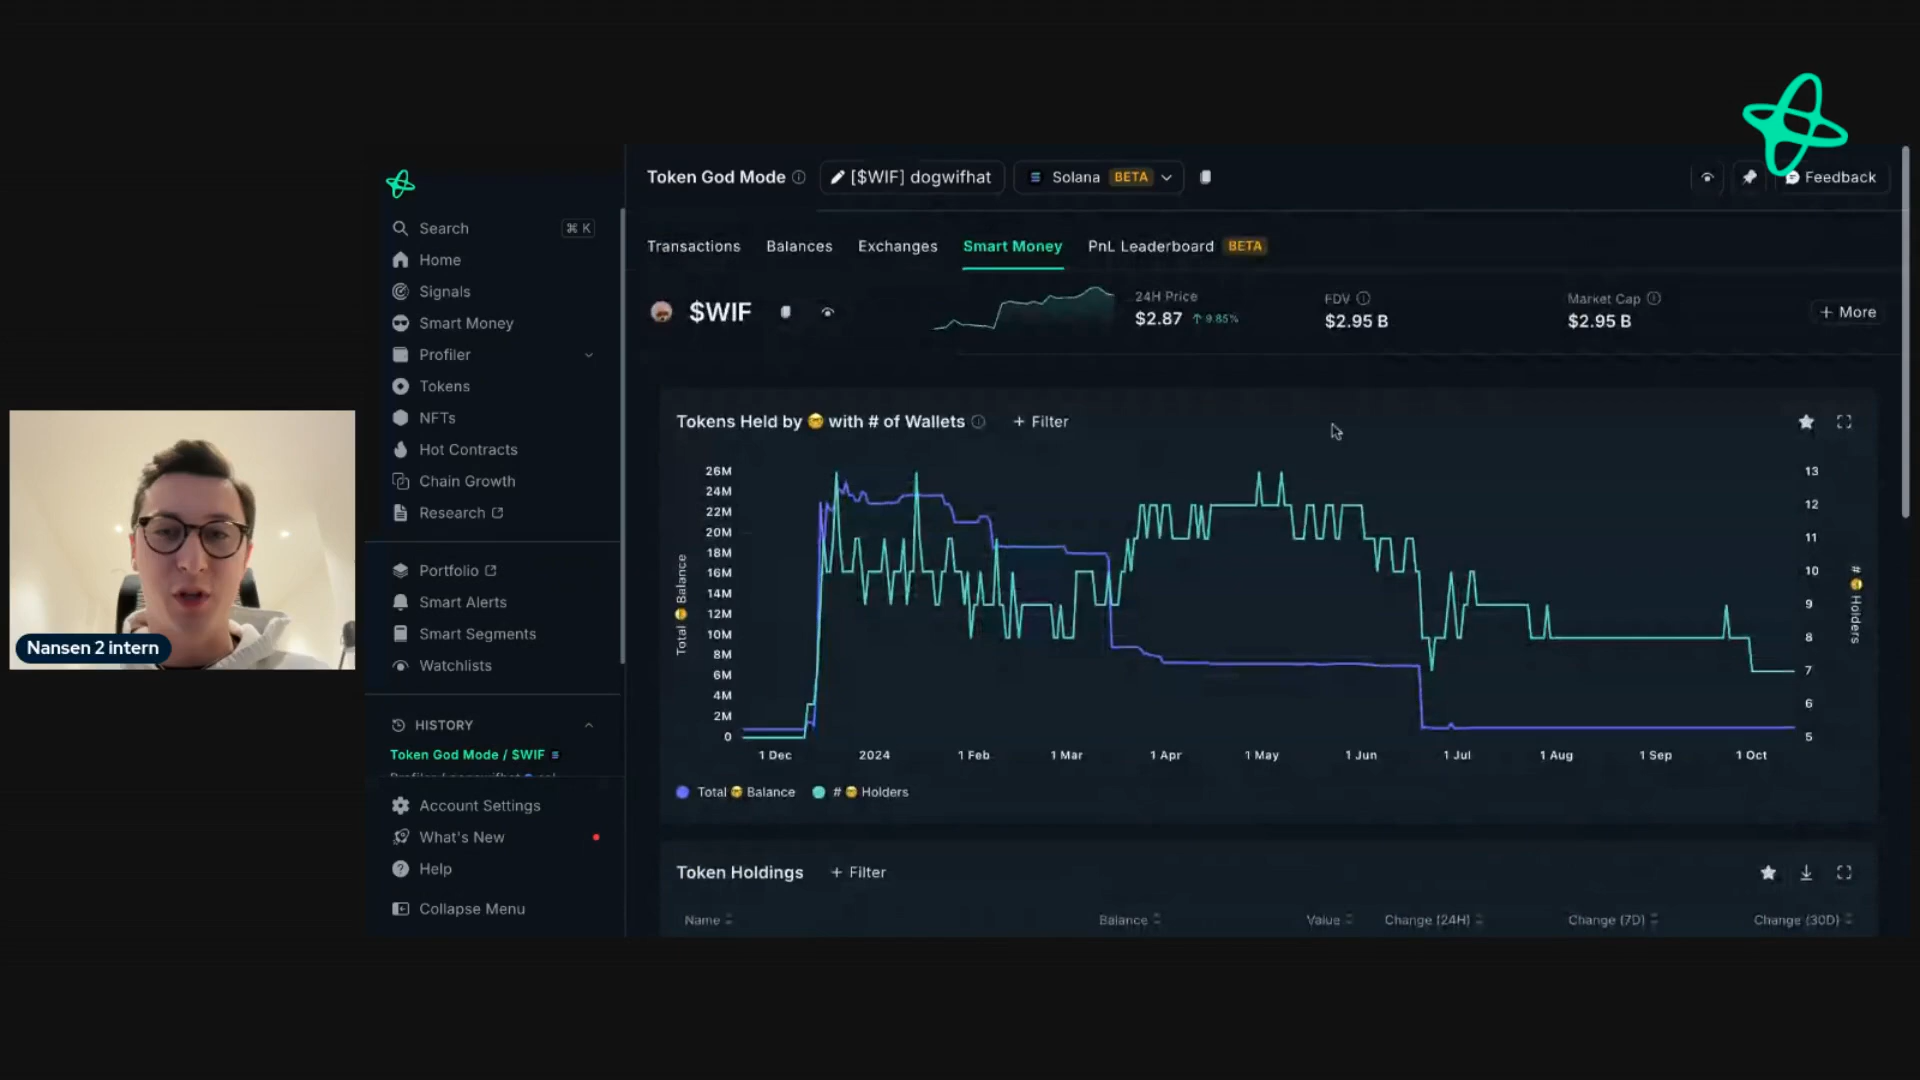 Token God Mode
[$WIF] dogwifhat
Solana BETA
Feedback
Search ⌘ K
Home
Signals
Smart Money
Profiler
Tokens
NFTs
Hot Contracts
Chain Growth
Research
Portfolio
Smart Alerts
Smart Segments
Watchlists
HISTORY
Token God Mode / $WIF
Account Settings
What's New
Help
Collapse Menu
Transactions Balances Exchanges Smart Money PnL Leaderboard BETA
$WIF
24H Price
$2.87 ↑ 9.85%
FDV
$2.95 B
Market Cap
$2.95 B
+ More
Tokens Held by 🤓 with # of Wallets + Filter
26M
24M
22M
20M
18M
16M
14M
12M
10M
8M
6M
4M
2M
0
Total Balance
13
12
11
10
9
8
7
6
5
# Holders
1 Dec 2024 1 Feb 1 Mar 1 Apr 1 May 1 Jun 1 Jul 1 Aug 1 Sep 1 Oct
Total 🤓 Balance # 🤓 Holders
Token Holdings + Filter
Name Balance Value Change (24H) Change (7D) Change (30D)
Nansen 2 intern